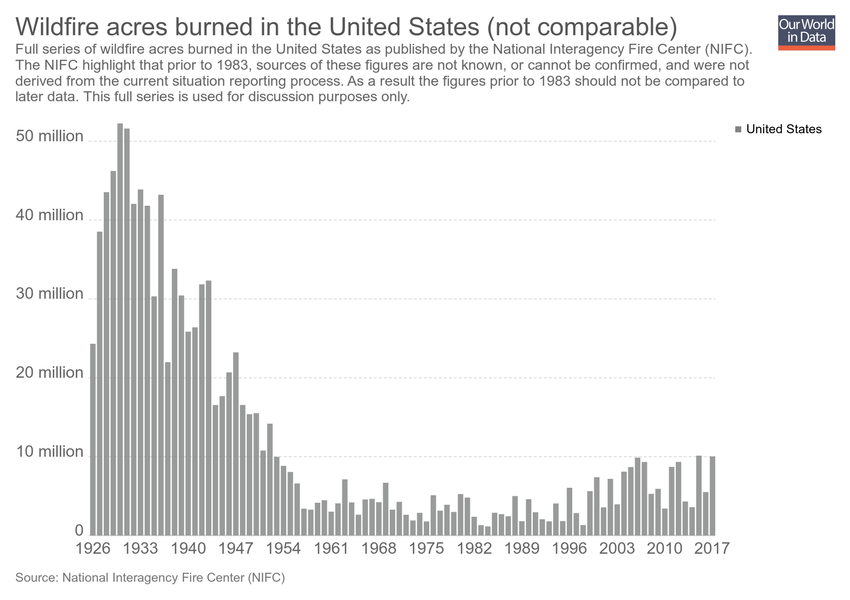 Wildfire acres burned in the United States (not comparable)
Our World
in Data
Full series of wildfire acres burned in the United States as published by the National Interagency Fire Center (NIFC).
The NIFC highlight that prior to 1983, sources of these figures are not known, or cannot be confirmed, and were not
derived from the current situation reporting process. As a result the figures prior to 1983 should not be compared to
later data. This full series is used for discussion purposes only.
United States
50 million
40 million
30 million
20 million
10 million
0
1926 1933 1940 1947 1954 1961 1968 1975 1982 1989 1996 2003 2010 2017
Source: National Interagency Fire Center (NIFC)